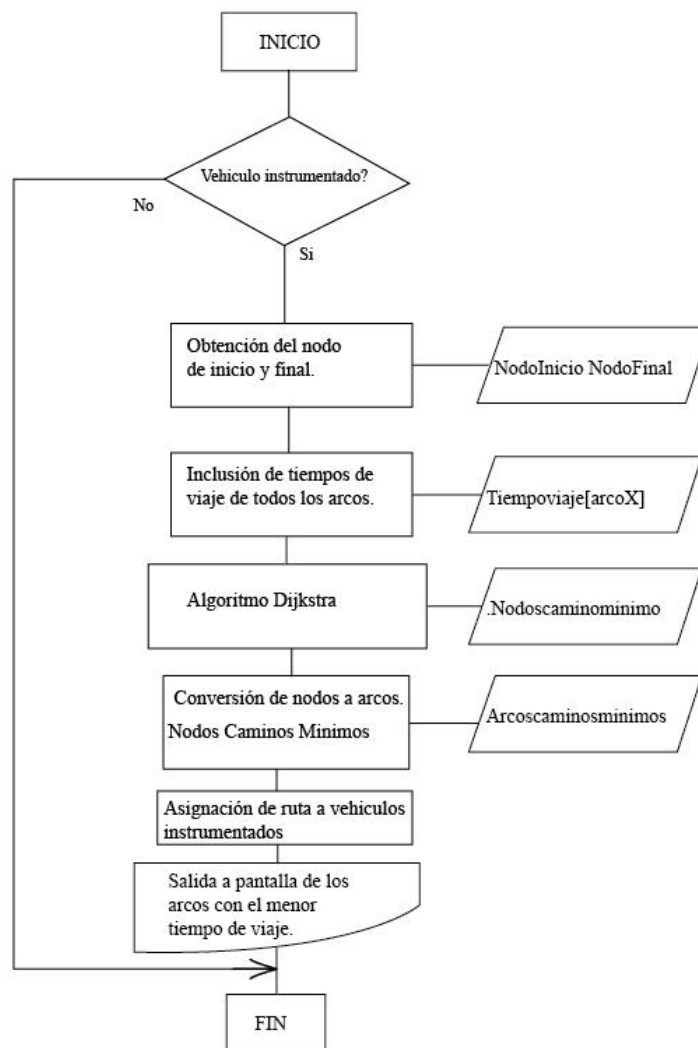 INICIO
Vehiculo instrumentado?
No
Si
Obtención del nodo
de inicio y final.
NodoInicio NodoFinal
Inclusión de tiempos de
viaje de todos los arcos.
Tiempoviaje[arcoX]
Algoritmo Dijkstra
.Nodoscaminominimo
Conversión de nodos a arcos.
Nodos Caminos Minimos
Arcoscaminosminimos
Asignación de ruta a vehiculos
instrumentados
Salida a pantalla de los
arcos con el menor
tiempo de viaje.
FIN